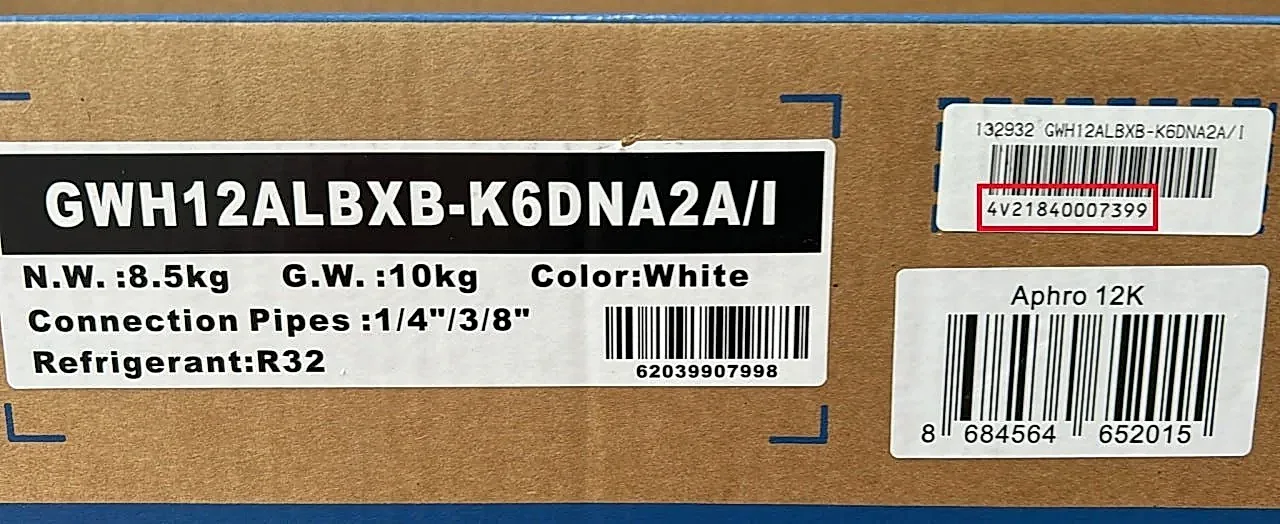 GWH12ALBXB-K6DNA2A/I
N.W. :8.5kg G.W. :10kg Color:White
Connection Pipes :1/4"/3/8"
Refrigerant:R32
62039907998
132932 GWH12ALBXB-K6DNA2A/I
4V21840007399
Aphro 12K
8 684564 652015